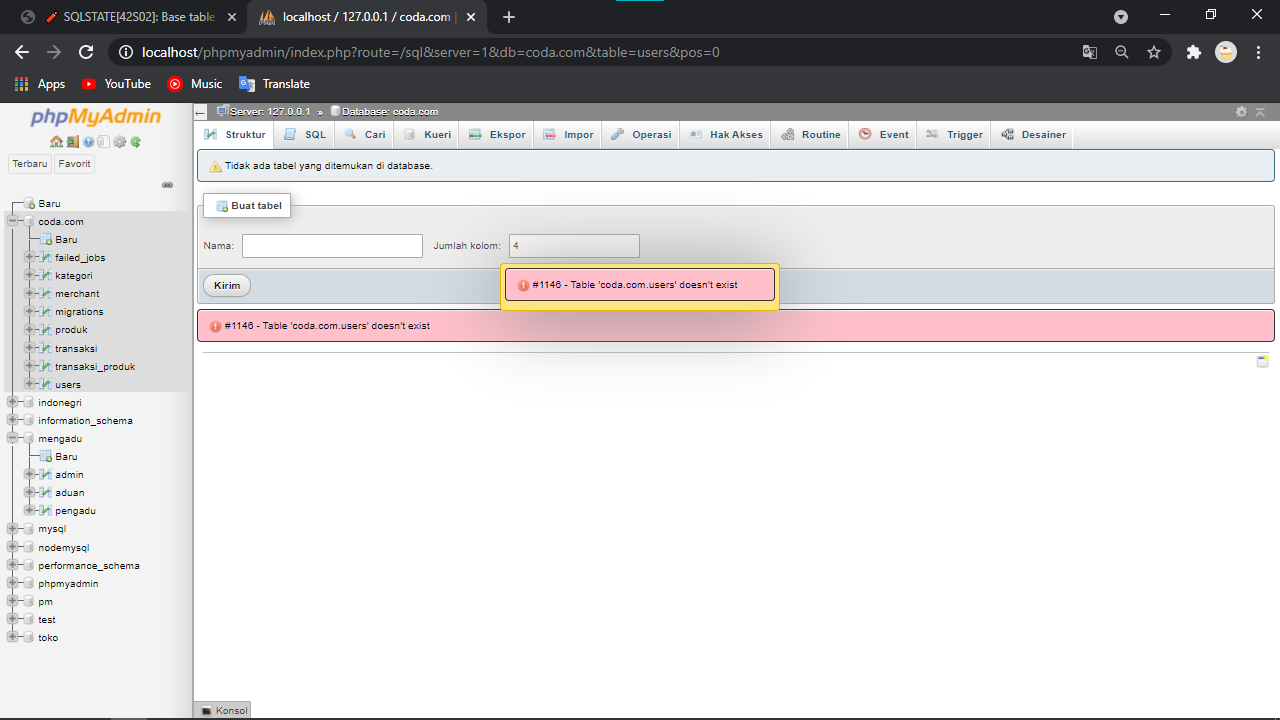 SQLSTATE[42S02]: Base table
localhost / 127.0.0.1 / coda.com |
localhost/phpmyadmin/index.php?route=/sql&server=1&db=coda.com&table=users&pos=0
Apps YouTube Music Translate
phpMyAdmin
Terbaru Favorit
Baru
coda.com
Baru
failed_jobs
kategori
merchant
migrations
produk
transaksi
transaksi_produk
users
indonegri
information_schema
mengadu
Baru
admin
aduan
pengadu
mysql
nodemysql
performance_schema
phpmyadmin
pm
test
toko
Server: 127.0.0.1 » Database: coda.com
Struktur SQL Cari Kueri Ekspor Impor Operasi Hak Akses Routine Event Trigger Desainer
Tidak ada tabel yang ditemukan di database.
Buat tabel
Nama: Jumlah kolom: 4
Kirim
#1146 - Table 'coda.com.users' doesn't exist
#1146 - Table 'coda.com.users' doesn't exist
Konsol